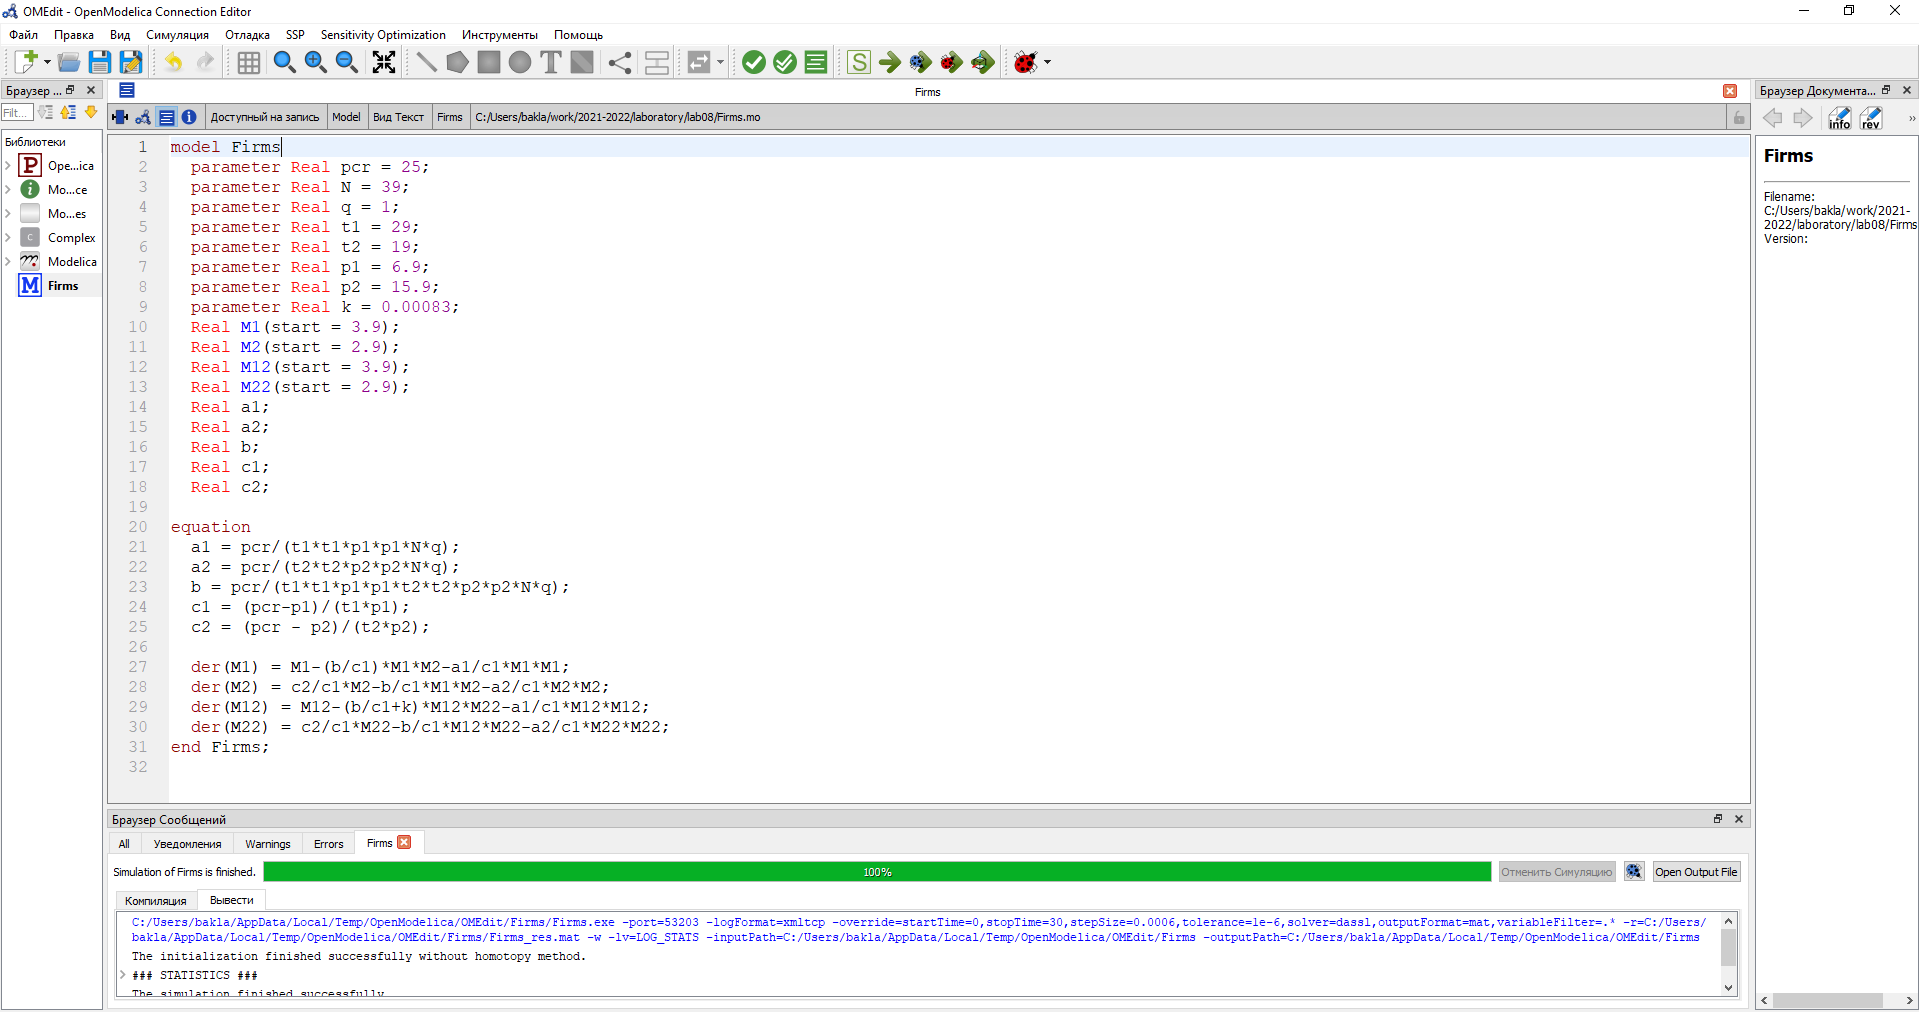 OMEdit - OpenModelica Connection Editor
Файл Правка Вид Симуляция Отладка SSP Sensitivity Optimization Инструменты Помощь
Браузер ...
Filt...
Библиотеки
Ope...ica
Mo...ce
Mo...es
Complex
Modelica
Firms
Firms
Доступный на запись Model Вид Текст Firms C:/Users/bakla/work/2021-2022/laboratory/lab08/Firms.mo
1 model Firms
2 parameter Real pcr = 25;
3 parameter Real N = 39;
4 parameter Real q = 1;
5 parameter Real t1 = 29;
6 parameter Real t2 = 19;
7 parameter Real p1 = 6.9;
8 parameter Real p2 = 15.9;
9 parameter Real k = 0.00083;
10 Real M1(start = 3.9);
11 Real M2(start = 2.9);
12 Real M12(start = 3.9);
13 Real M22(start = 2.9);
14 Real a1;
15 Real a2;
16 Real b;
17 Real c1;
18 Real c2;
19
20 equation
21 a1 = pcr/(t1*t1*p1*p1*N*q);
22 a2 = pcr/(t2*t2*p2*p2*N*q);
23 b = pcr/(t1*t1*p1*p1*t2*t2*p2*p2*N*q);
24 c1 = (pcr-p1)/(t1*p1);
25 c2 = (pcr - p2)/(t2*p2);
26
27 der(M1) = M1-(b/c1)*M1*M2-a1/c1*M1*M1;
28 der(M2) = c2/c1*M2-b/c1*M1*M2-a2/c1*M2*M2;
29 der(M12) = M12-(b/c1+k)*M12*M22-a1/c1*M12*M12;
30 der(M22) = c2/c1*M22-b/c1*M12*M22-a2/c1*M22*M22;
31 end Firms;
32
Браузер Документа...
info rev »
Firms
Filename:
C:/Users/bakla/work/2021-
2022/laboratory/lab08/Firms
Version:
Браузер Сообщений
All Уведомления Warnings Errors Firms
Simulation of Firms is finished. 100% Отменить Симуляцию Open Output File
Компиляция Вывести
C:/Users/bakla/AppData/Local/Temp/OpenModelica/OMEdit/Firms/Firms.exe -port=53203 -logFormat=xmltcp -override=startTime=0,stopTime=30,stepSize=0.0006,tolerance=1e-6,solver=dassl,outputFormat=mat,variableFilter=.* -r=C:/Users/
bakla/AppData/Local/Temp/OpenModelica/OMEdit/Firms/Firms_res.mat -w -lv=LOG_STATS -inputPath=C:/Users/bakla/AppData/Local/Temp/OpenModelica/OMEdit/Firms -outputPath=C:/Users/bakla/AppData/Local/Temp/OpenModelica/OMEdit/Firms
The initialization finished successfully without homotopy method.
### STATISTICS ###
The simulation finished successfully